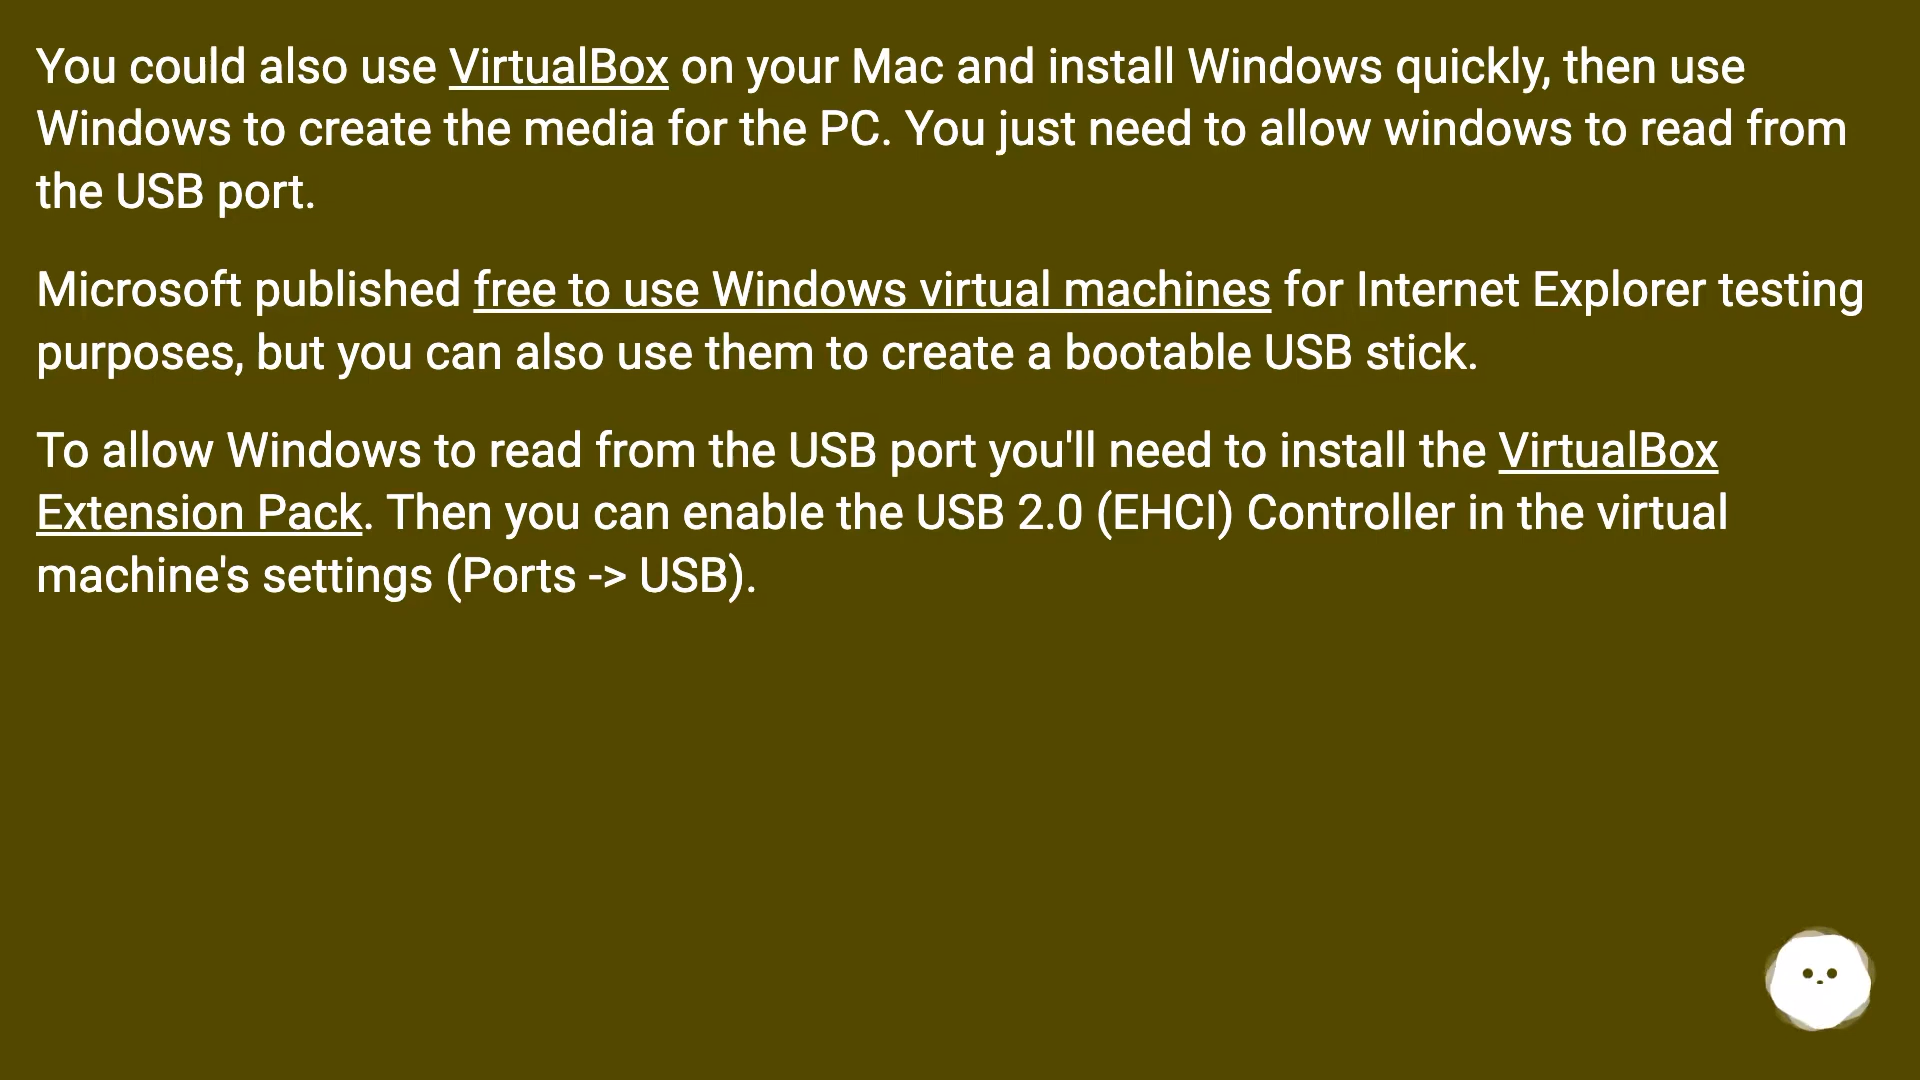 You could also use VirtualBox on your Mac and install Windows quickly, then use
Windows to create the media for the PC. You just need to allow windows to read from
the USB port.
Microsoft published free to use Windows virtual machines for Internet Explorer testing
purposes, but you can also use them to create a bootable USB stick.
To allow Windows to read from the USB port you'll need to install the VirtualBox
Extension Pack. Then you can enable the USB 2.0 (EHCI) Controller in the virtual
machine's settings (Ports -> USB).